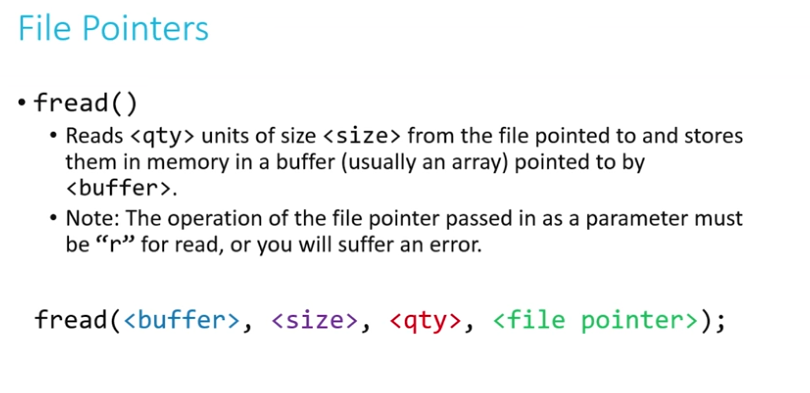 File Pointers
• fread()
• Reads <qty> units of size <size> from the file pointed to and stores
them in memory in a buffer (usually an array) pointed to by
<buffer>.
• Note: The operation of the file pointer passed in as a parameter must
be “r” for read, or you will suffer an error.
fread(<buffer>, <size>, <qty>, <file pointer>);